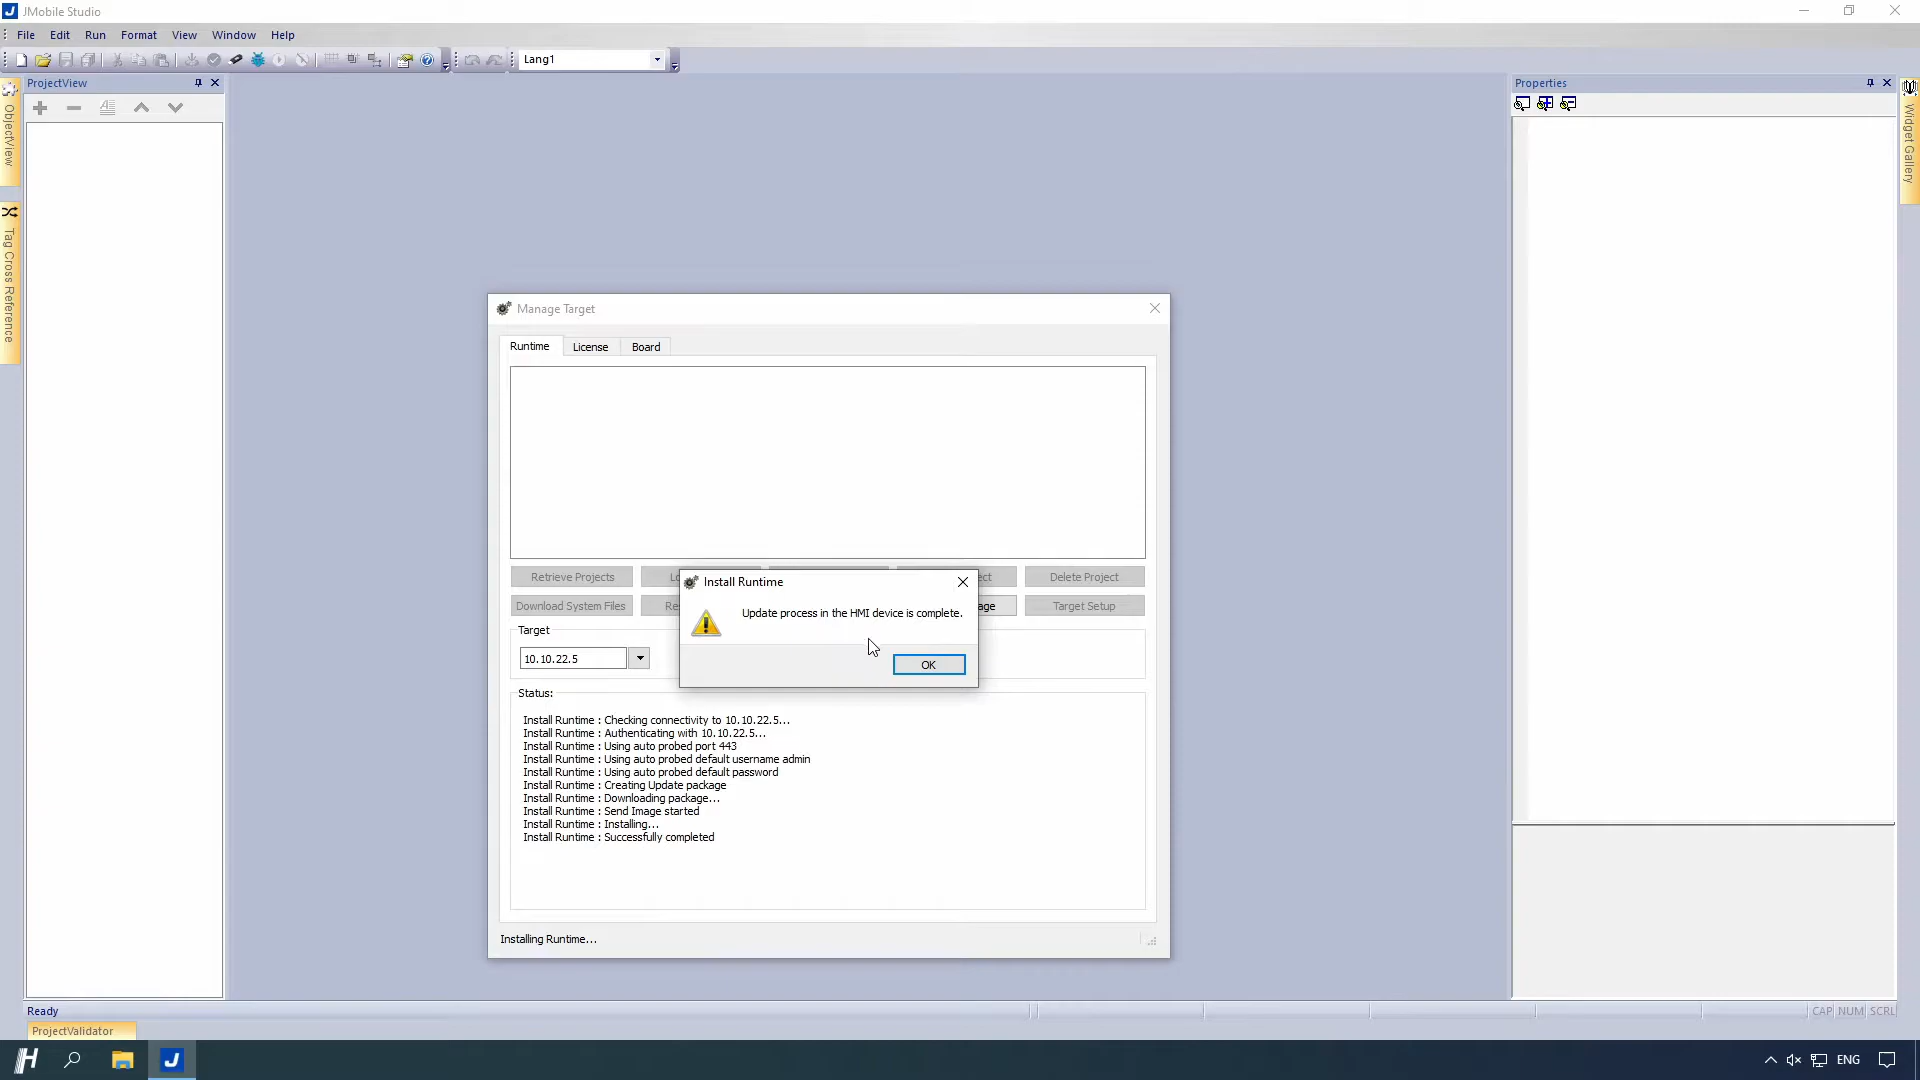 JMobile Studio
File Edit Run Format View Window Help
Lang1
ProjectView
Properties
ObjectView
Tag Cross Reference
Widget Gallery
Manage Target
Runtime License Board
Retrieve Projects Delete Project
Download System Files Target Setup
Install Runtime
Update process in the HMI device is complete.
OK
Target
10.10.22.5
Status:
Install Runtime : Checking connectivity to 10.10.22.5...
Install Runtime : Authenticating with 10.10.22.5...
Install Runtime : Using auto probed port 443
Install Runtime : Using auto probed default username admin
Install Runtime : Using auto probed default password
Install Runtime : Creating Update package
Install Runtime : Downloading package...
Install Runtime : Send Image started
Install Runtime : Installing...
Install Runtime : Successfully completed
Installing Runtime...
Ready
CAP NUM SCRL
ProjectValidator
ENG